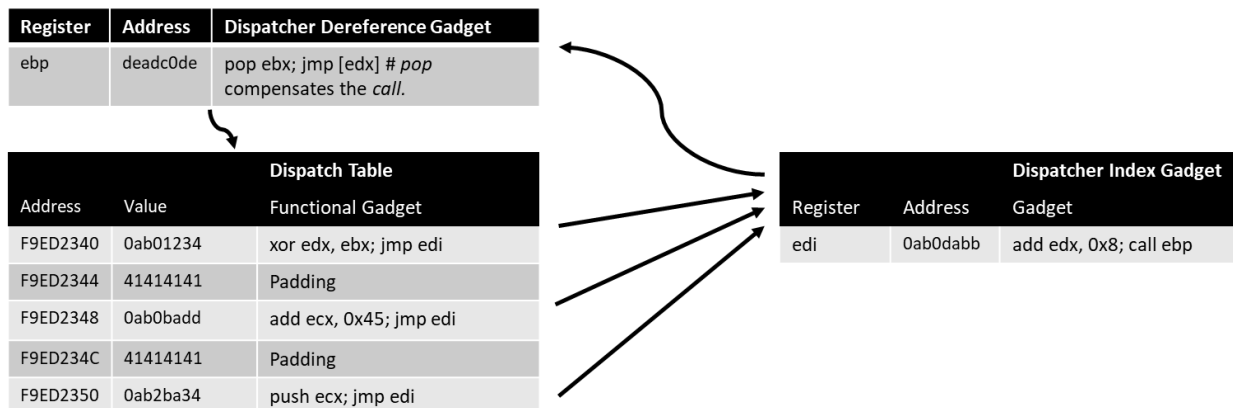 Register Address Dispatcher Dereference Gadget
ebp deadc0de pop ebx; jmp [edx] # pop
compensates the call.
Dispatch Table
Address Value Functional Gadget
F9ED2340 0ab01234 xor edx, ebx; jmp edi
F9ED2344 41414141 Padding
F9ED2348 0ab0badd add ecx, 0x45; jmp edi
F9ED234C 41414141 Padding
F9ED2350 0ab2ba34 push ecx; jmp edi
Dispatcher Index Gadget
Register Address Gadget
edi 0ab0dabb add edx, 0x8; call ebp